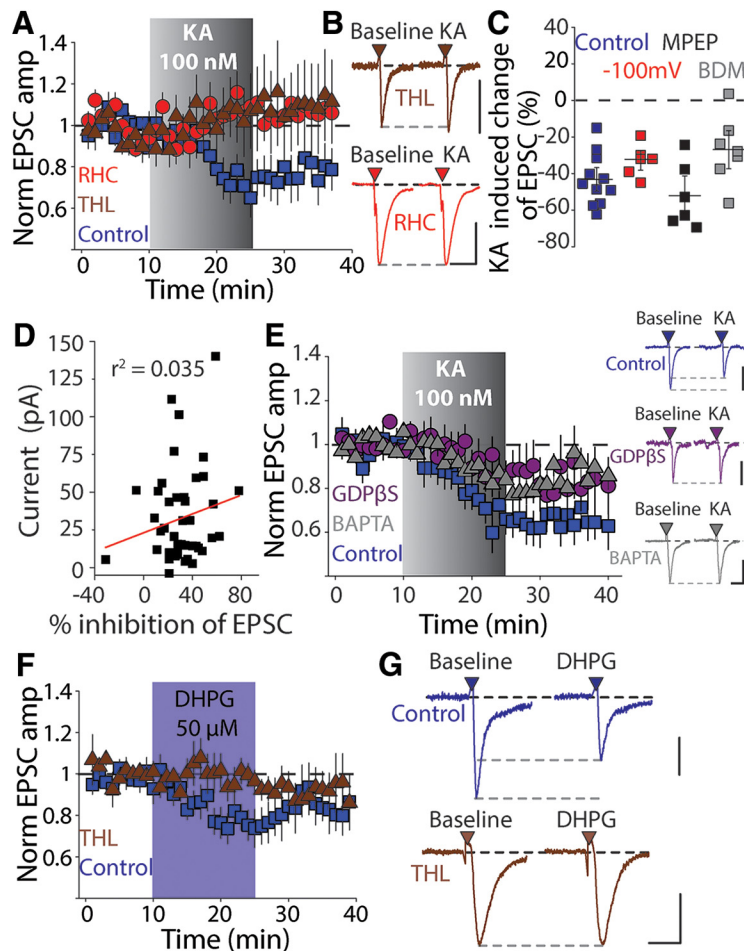 A
1.4
1.2
1
0.8
0.6
Norm EPSC amp
KA
100 nM
RHC
THL
Control
0 10 20 30 40
Time (min)
B
Baseline KA
THL
Baseline KA
RHC
C
Control MPEP
-100mV BDM
20
0
-20
-40
-60
-80
KA induced change
of EPSC (%)
D
150
125
100
75
50
25
0
Current (pA)
r² = 0.035
-40 0 40 80
% inhibition of EPSC
E
1.4
1.2
1
0.8
0.6
Norm EPSC amp
KA
100 nM
GDPβS
BAPTA
Control
0 10 20 30 40
Time (min)
Baseline KA
Control
Baseline KA
GDPβS
Baseline KA
BAPTA
F
1.4
1.2
1
0.8
0.6
Norm EPSC amp
DHPG
50 μM
THL
Control
0 10 20 30 40
Time (min)
G
Baseline DHPG
Control
Baseline DHPG
THL